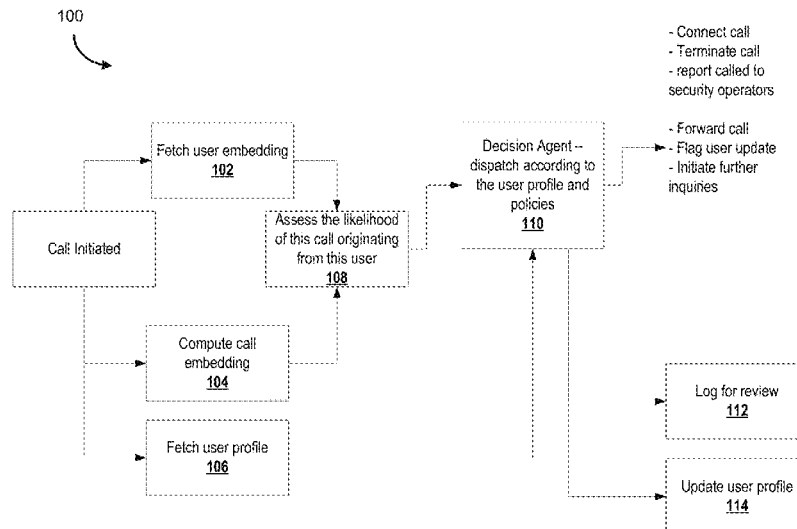 100
- Connect call
- Terminate call
- report called to
security operators
- Forward call
- Flag user update
- Initiate further
inquiries
Fetch user embedding
102
Decision Agent –
dispatch according to
the user profile and
policies
110
Call Initiated
Assess the likelihood
of this call originating
from this user
108
Compute call
embedding
104
Log for review
112
Fetch user profile
106
Update user profile
114